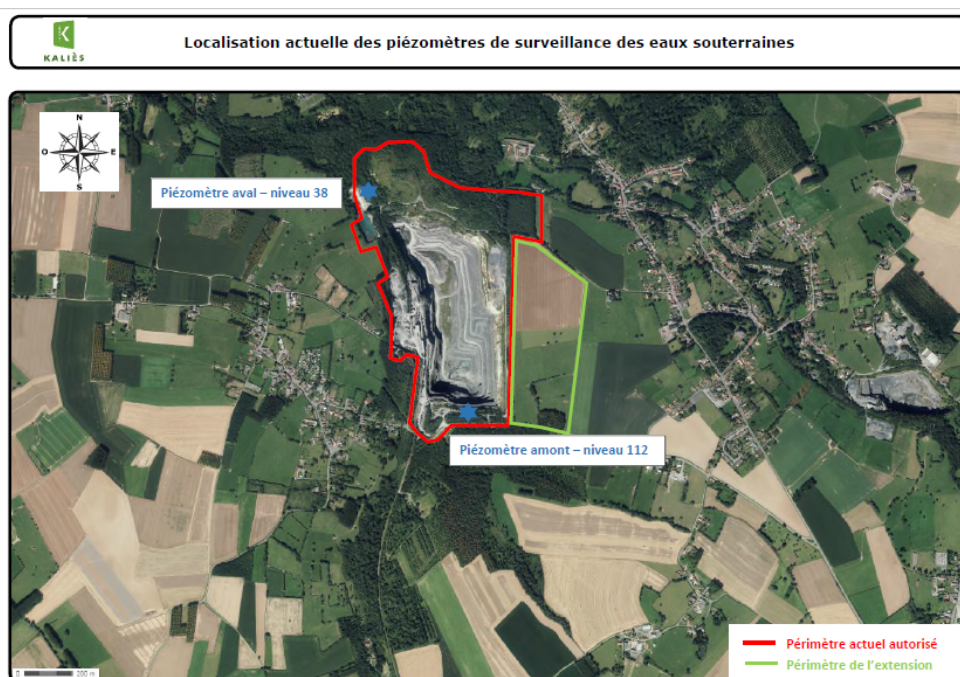 K
KALIÈS
Localisation actuelle des piézomètres de surveillance des eaux souterraines
N
O
E
S
Piézomètre aval – niveau 38
Piézomètre amont – niveau 112
Périmètre actuel autorisé
Périmètre de l'extension
0 200 m